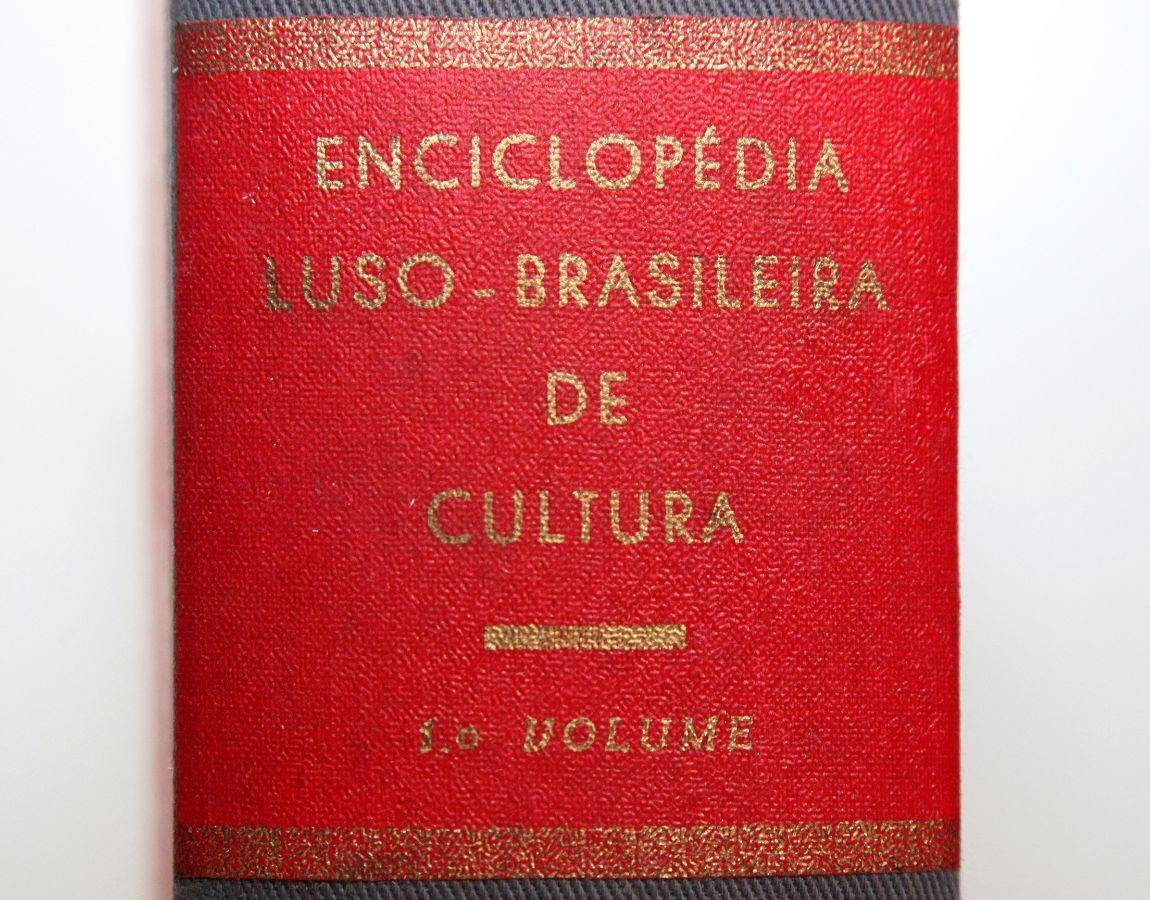 ENCICLOPÉDIA
LUSO-BRASILEIRA
DE
CULTURA
1.º VOLUME